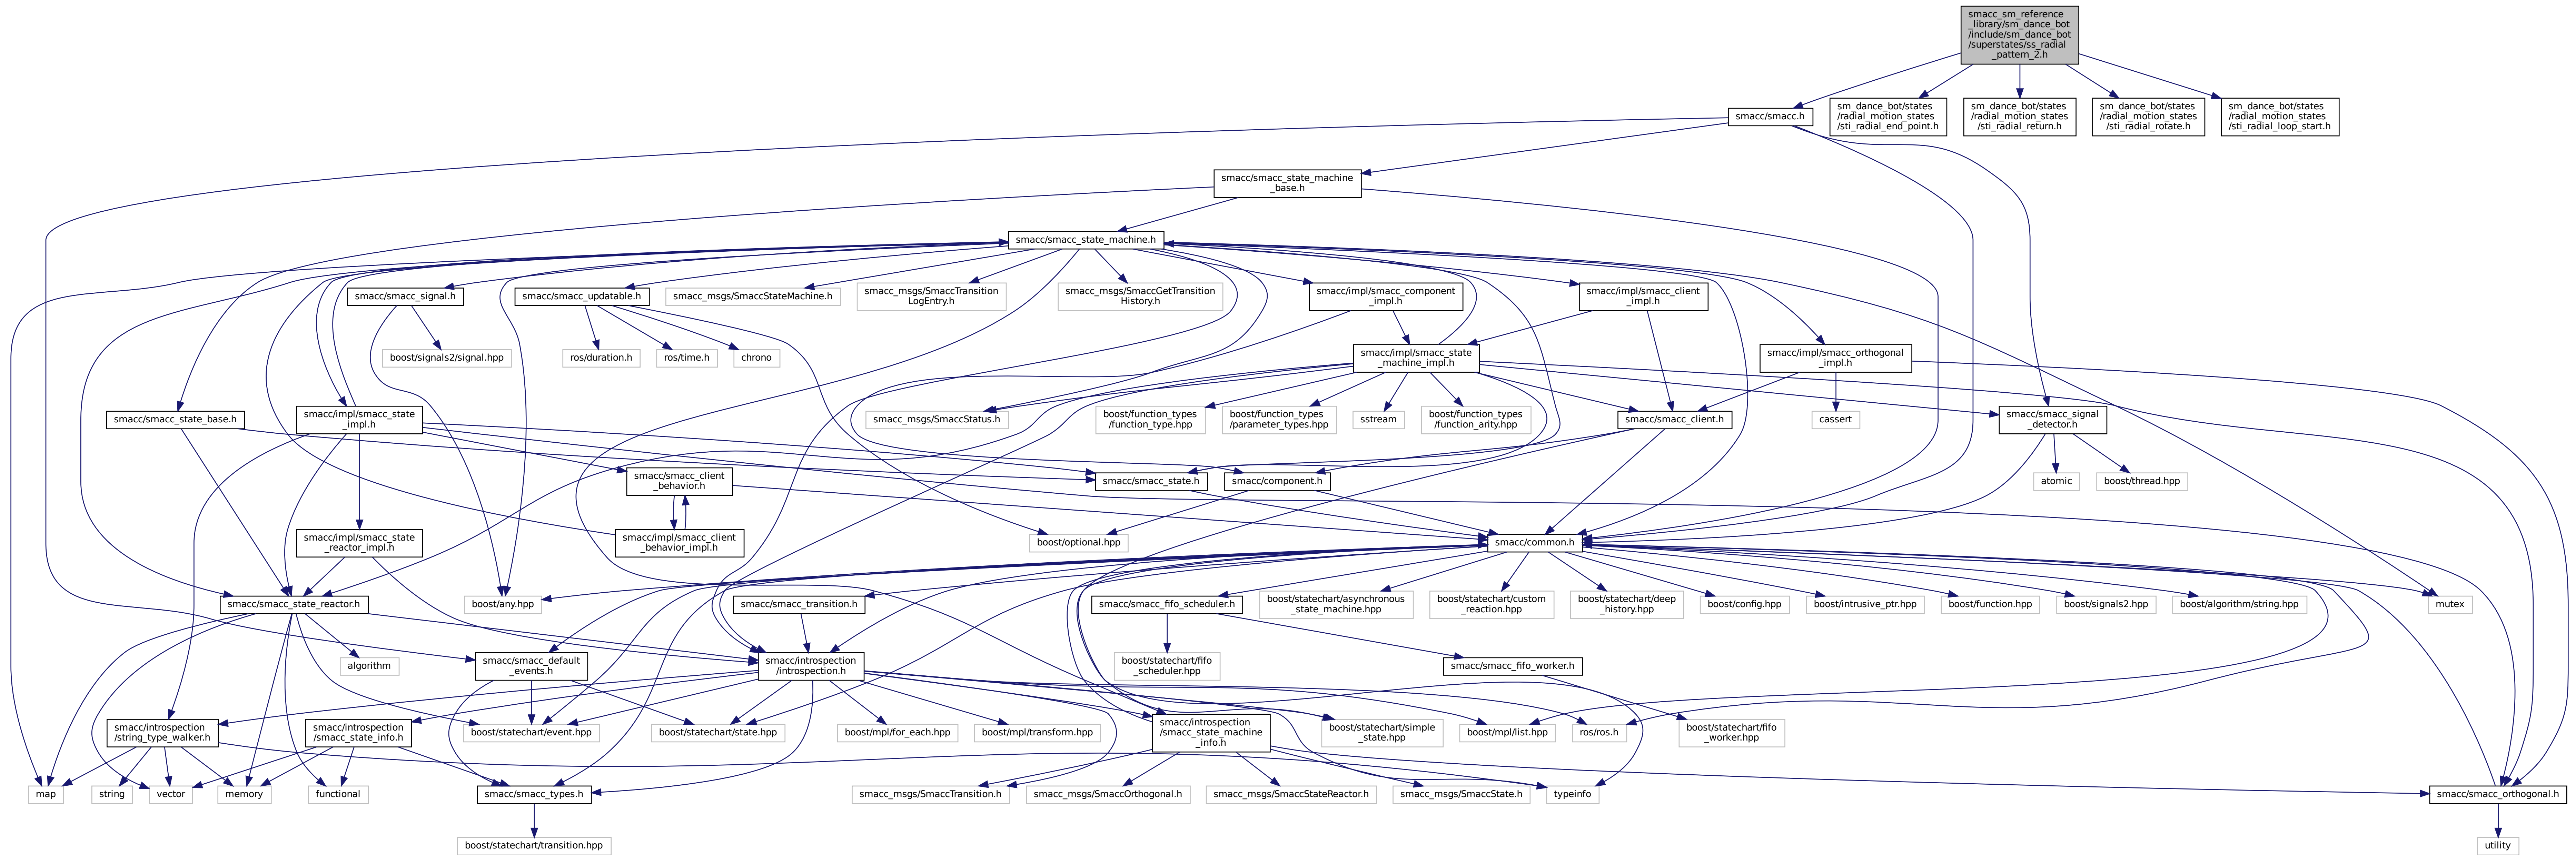 smacc_sm_reference
_library/sm_dance_bot
/include/sm_dance_bot
/superstates/ss_radial
_pattern_2.h
smacc/smacc.h
sm_dance_bot/states
/radial_motion_states
/sti_radial_end_point.h
sm_dance_bot/states
/radial_motion_states
/sti_radial_return.h
sm_dance_bot/states
/radial_motion_states
/sti_radial_rotate.h
sm_dance_bot/states
/radial_motion_states
/sti_radial_loop_start.h
smacc/smacc_state_machine
_base.h
smacc/smacc_state_machine.h
smacc/smacc_signal.h
smacc/smacc_updatable.h
smacc_msgs/SmaccStateMachine.h
smacc_msgs/SmaccTransition
LogEntry.h
smacc_msgs/SmaccGetTransition
History.h
smacc/impl/smacc_component
_impl.h
smacc/impl/smacc_client
_impl.h
boost/signals2/signal.hpp
ros/duration.h
ros/time.h
chrono
smacc/impl/smacc_state
_machine_impl.h
smacc/impl/smacc_orthogonal
_impl.h
smacc/smacc_state_base.h
smacc/impl/smacc_state
_impl.h
smacc_msgs/SmaccStatus.h
boost/function_types
/function_type.hpp
boost/function_types
/parameter_types.hpp
sstream
boost/function_types
/function_arity.hpp
smacc/smacc_client.h
cassert
smacc/smacc_signal
_detector.h
smacc/smacc_client
_behavior.h
smacc/smacc_state.h
smacc/component.h
atomic
boost/thread.hpp
smacc/impl/smacc_state
_reactor_impl.h
smacc/impl/smacc_client
_behavior_impl.h
boost/optional.hpp
smacc/common.h
smacc/smacc_state_reactor.h
boost/any.hpp
smacc/smacc_transition.h
smacc/smacc_fifo_scheduler.h
boost/statechart/asynchronous
_state_machine.hpp
boost/statechart/custom
_reaction.hpp
boost/statechart/deep
_history.hpp
boost/config.hpp
boost/intrusive_ptr.hpp
boost/function.hpp
boost/signals2.hpp
boost/algorithm/string.hpp
mutex
algorithm
smacc/smacc_default
_events.h
smacc/introspection
/introspection.h
boost/statechart/fifo
_scheduler.hpp
smacc/smacc_fifo_worker.h
smacc/introspection
/string_type_walker.h
smacc/introspection
/smacc_state_info.h
boost/statechart/event.hpp
boost/statechart/state.hpp
boost/mpl/for_each.hpp
boost/mpl/transform.hpp
smacc/introspection
/smacc_state_machine
_info.h
boost/statechart/simple
_state.hpp
boost/mpl/list.hpp
ros/ros.h
boost/statechart/fifo
_worker.hpp
map
string
vector
memory
functional
smacc/smacc_types.h
smacc_msgs/SmaccTransition.h
smacc_msgs/SmaccOrthogonal.h
smacc_msgs/SmaccStateReactor.h
smacc_msgs/SmaccState.h
typeinfo
smacc/smacc_orthogonal.h
boost/statechart/transition.hpp
utility